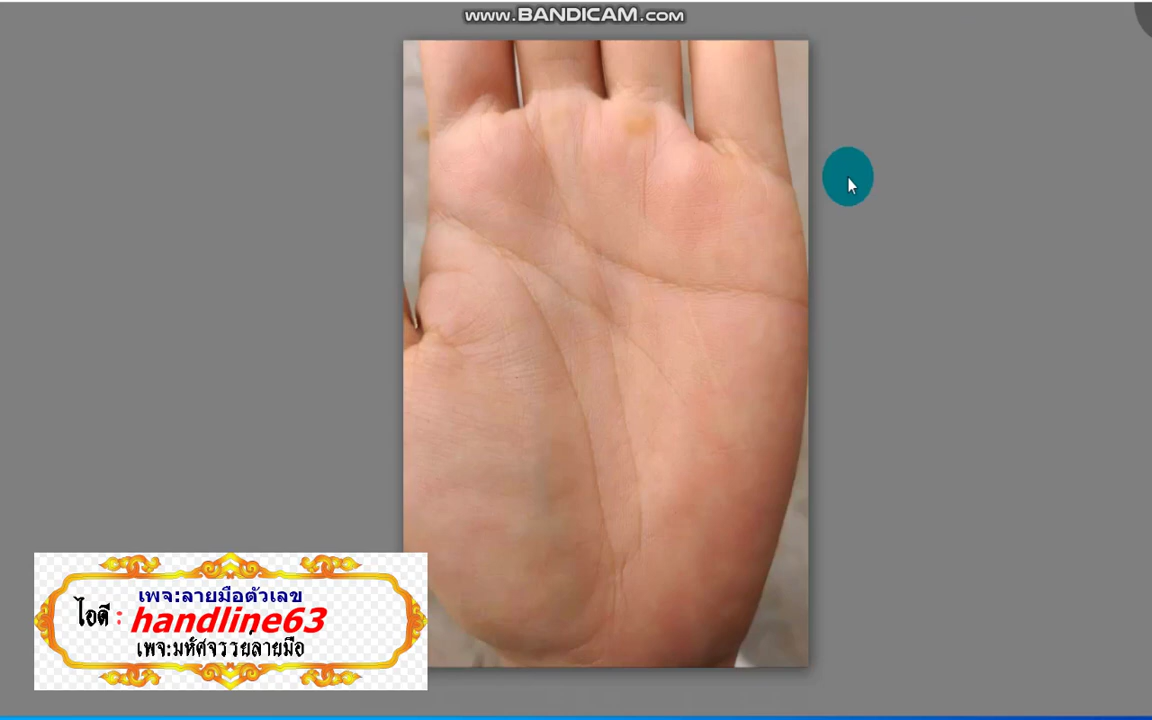 www.BANDICAM.com
เพจ:ลายมือตัวเลข
ไอดี : handline63
เพจ:มหัศจรรยลายมือ